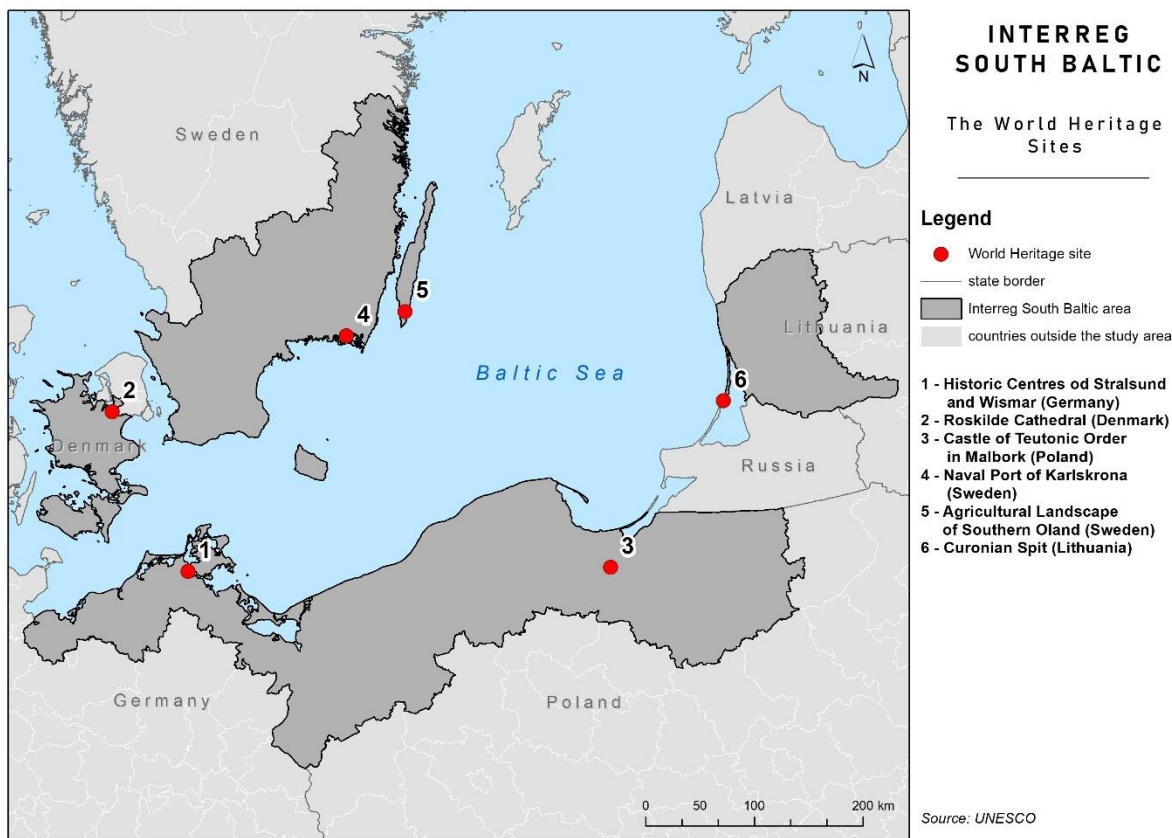 INTERREG
SOUTH BALTIC
The World Heritage
Sites
Legend
World Heritage site
state border
Interreg South Baltic area
countries outside the study area
1 - Historic Centres od Stralsund
and Wismar (Germany)
2 - Roskilde Cathedral (Denmark)
3 - Castle of Teutonic Order
in Malbork (Poland)
4 - Naval Port of Karlskrona
(Sweden)
5 - Agricultural Landscape
of Southern Oland (Sweden)
6 - Curonian Spit (Lithuania)
Source: UNESCO
N
Sweden
Latvia
5
4
Lithuania
Baltic Sea
6
2
Denmark
Russia
1
3
Germany
Poland
0 50 100 200 km